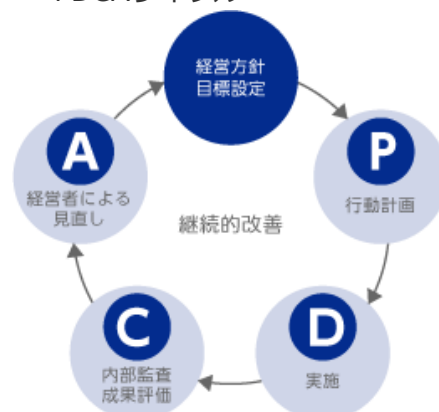 経営方針
目標設定
P
行動計画
D
実施
C
内部監査
成果評価
A
経営者による
見直し
継続的改善